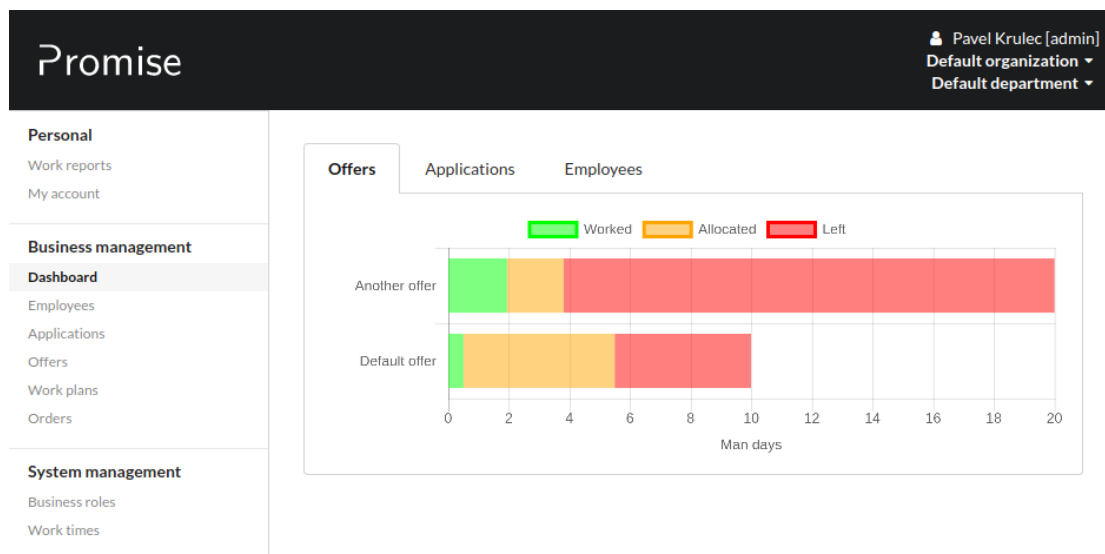 Promise
Pavel Krulec [admin]
Default organization
Default department
Personal
Work reports
My account
Business management
Dashboard
Employees
Applications
Offers
Work plans
Orders
System management
Business roles
Work times
Offers Applications Employees
Worked Allocated Left
Another offer
Default offer
0 2 4 6 8 10 12 14 16 18 20
Man days